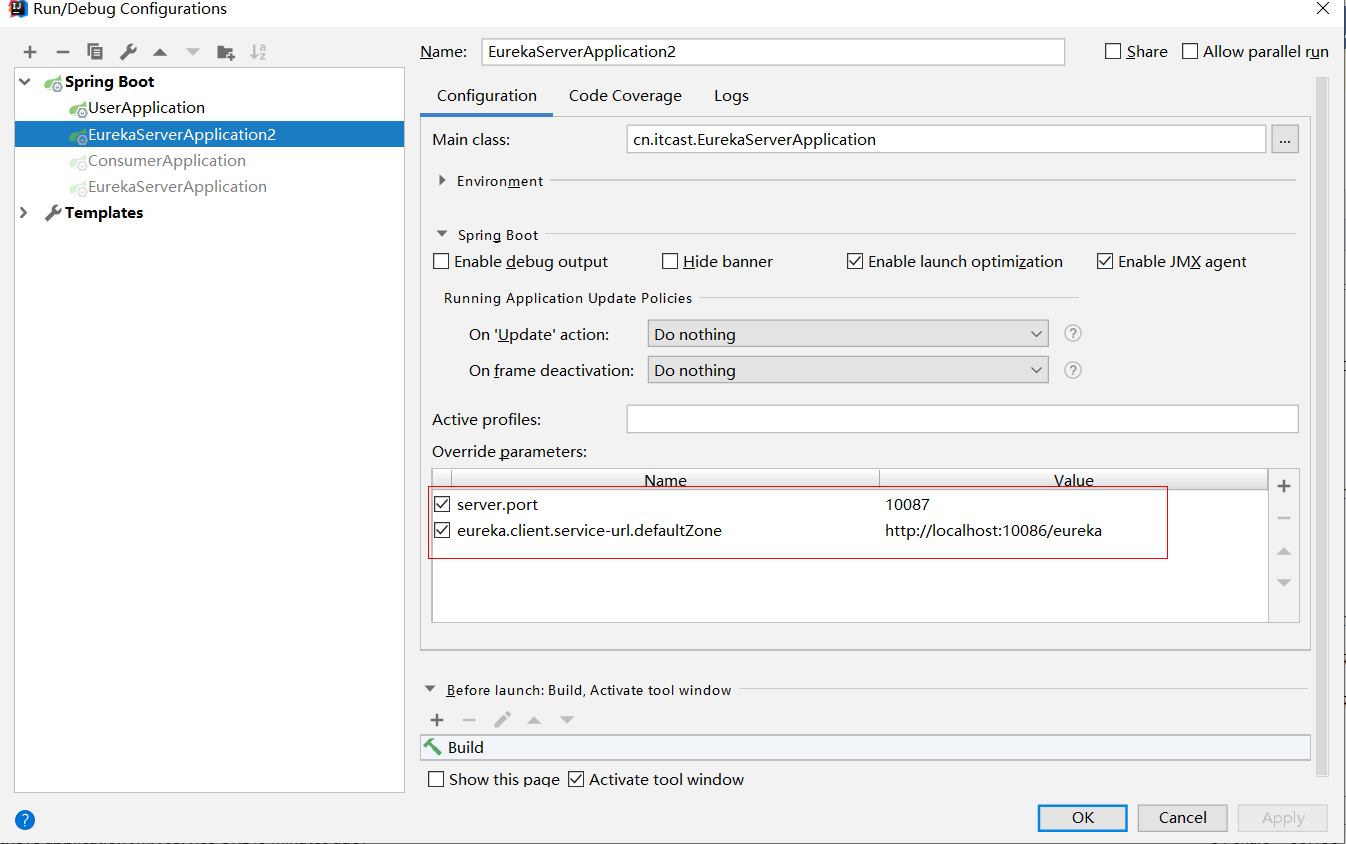 Run/Debug Configurations
Name: EurekaServerApplication2 Share Allow parallel run
Spring Boot
UserApplication
EurekaServerApplication2
ConsumerApplication
EurekaServerApplication
Templates
Configuration Code Coverage Logs
Main class: cn.itcast.EurekaServerApplication ...
Environment
Spring Boot
Enable debug output Hide banner Enable launch optimization Enable JMX agent
Running Application Update Policies
On 'Update' action: Do nothing ?
On frame deactivation: Do nothing ?
Active profiles:
Override parameters:
Name Value
server.port 10087
eureka.client.service-url.defaultZone http://localhost:10086/eureka
Before launch: Build, Activate tool window
Build
Show this page Activate tool window
? OK Cancel Apply